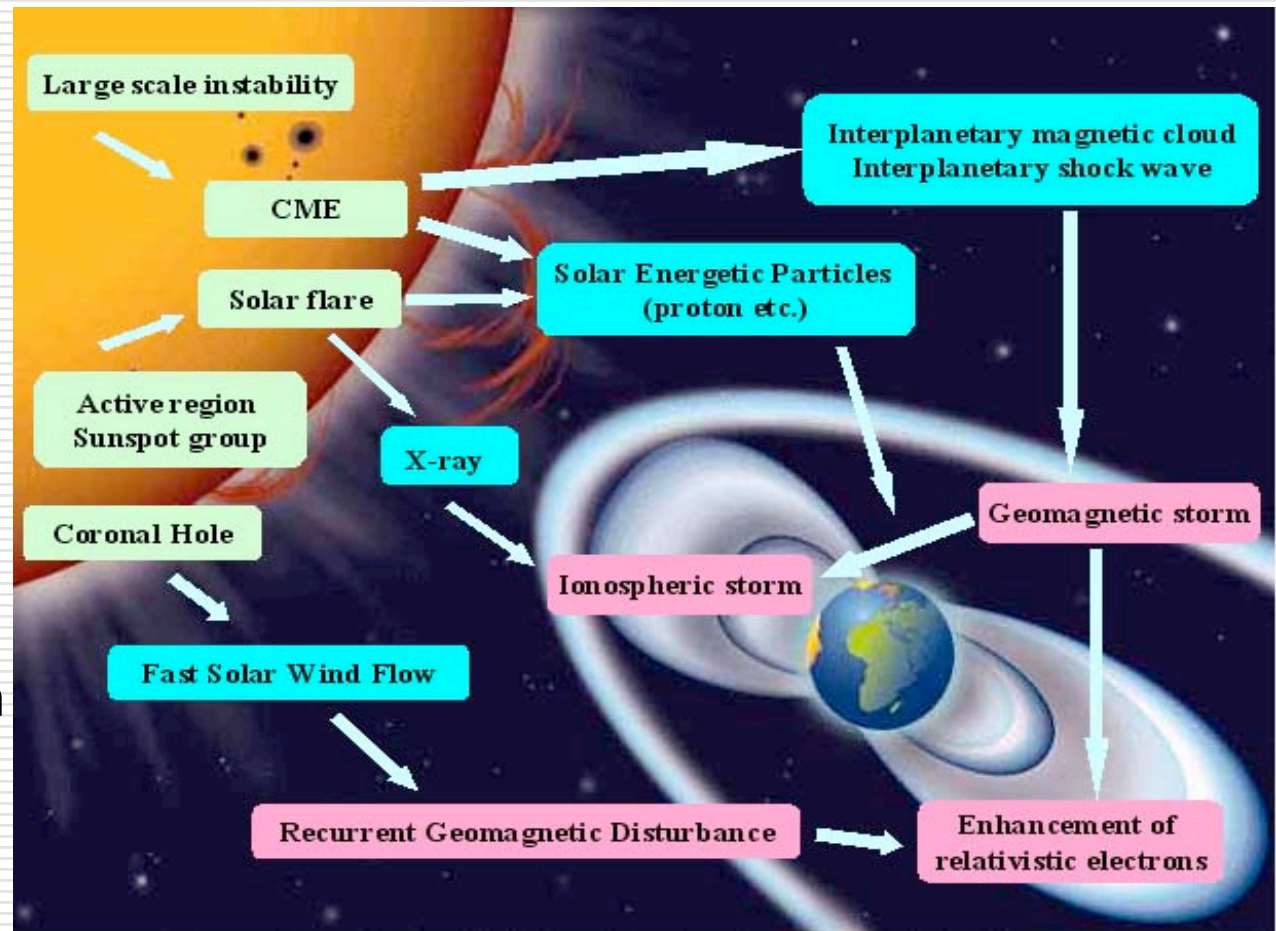 Large scale instability
CME
Solar flare
Active region
Sunspot group
Coronal Hole
X-ray
Fast Solar Wind Flow
Solar Energetic Particles
(proton etc.)
Interplanetary magnetic cloud
Interplanetary shock wave
Geomagnetic storm
Ionospheric storm
Recurrent Geomagnetic Disturbance
Enhancement of
relativistic electrons